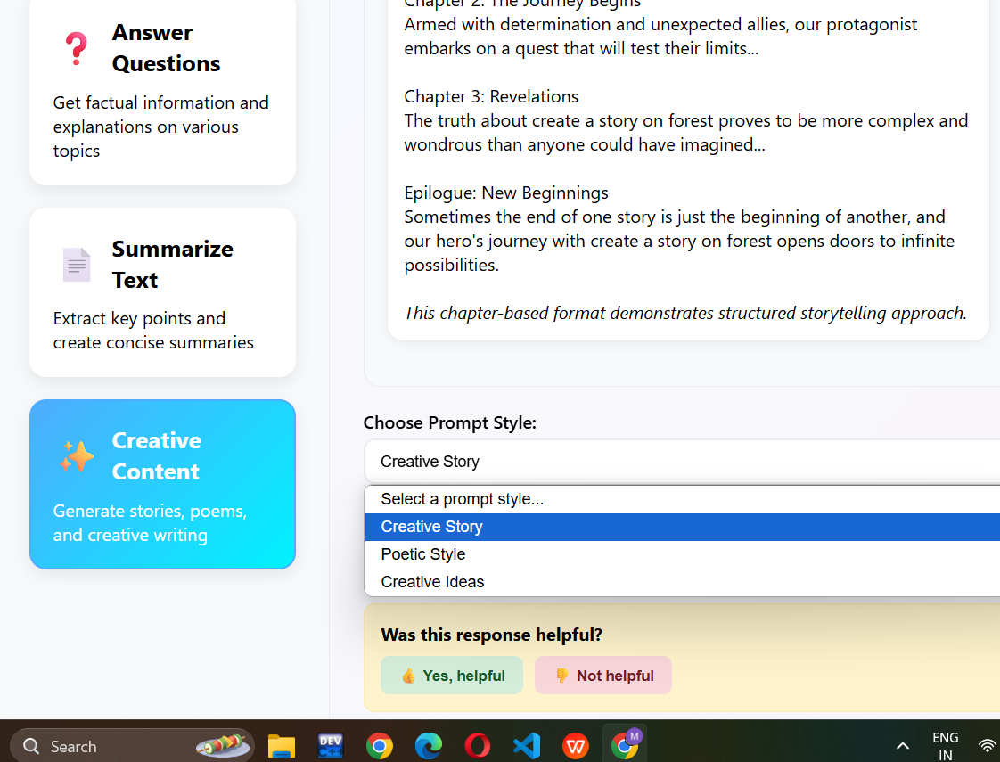 Answer
Questions
Get factual information and
explanations on various
topics
Summarize
Text
Extract key points and
create concise summaries
Creative
Content
Generate stories, poems,
and creative writing
Chapter 2: The Journey Begins
Armed with determination and unexpected allies, our protagonist
embarks on a quest that will test their limits...
Chapter 3: Revelations
The truth about create a story on forest proves to be more complex and
wondrous than anyone could have imagined...
Epilogue: New Beginnings
Sometimes the end of one story is just the beginning of another, and
our hero's journey with create a story on forest opens doors to infinite
possibilities.
This chapter-based format demonstrates structured storytelling approach.
Choose Prompt Style:
Creative Story
Select a prompt style...
Creative Story
Poetic Style
Creative Ideas
Was this response helpful?
👍 Yes, helpful
👎 Not helpful
Search
DEV
C++
W
M
ENG
IN